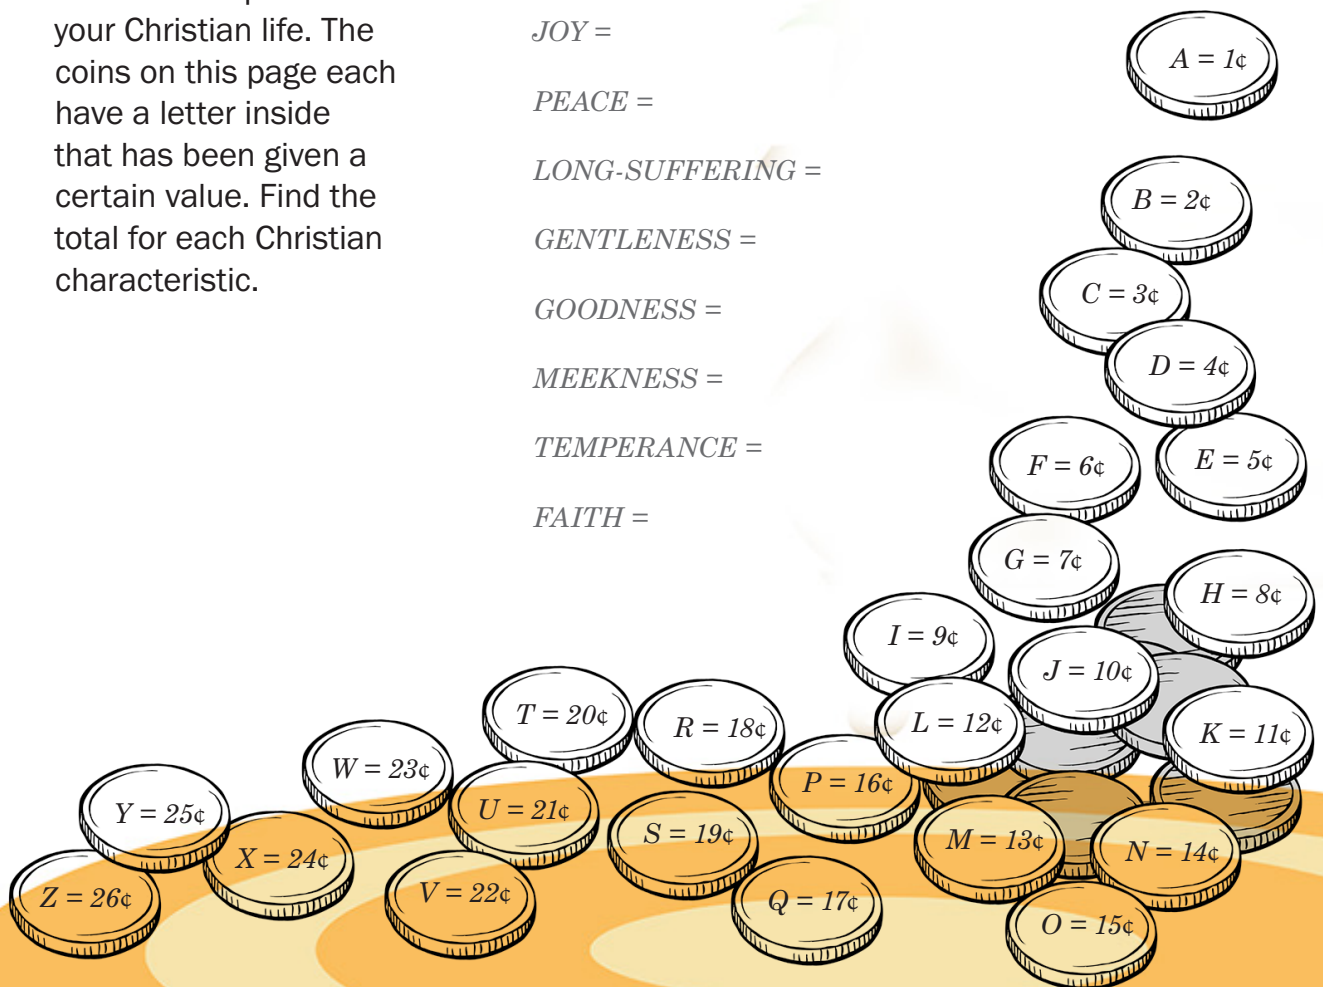 your Christian life. The
coins on this page each
have a letter inside
that has been given a
certain value. Find the
total for each Christian
characteristic.
JOY =
PEACE =
LONG-SUFFERING =
GENTLENESS =
GOODNESS =
MEEKNESS =
TEMPERANCE =
FAITH =
A = 1¢
B = 2¢
C = 3¢
D = 4¢
F = 6¢
E = 5¢
G = 7¢
H = 8¢
I = 9¢
J = 10¢
T = 20¢
R = 18¢
L = 12¢
K = 11¢
W = 23¢
P = 16¢
Y = 25¢
U = 21¢
S = 19¢
M = 13¢
N = 14¢
X = 24¢
Z = 26¢
V = 22¢
Q = 17¢
O = 15¢